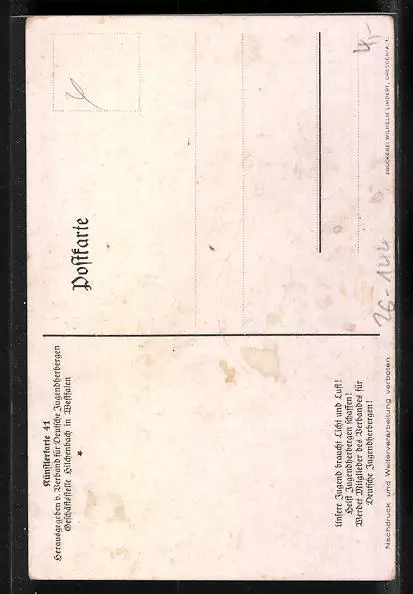 Künstlerkarte 41
Herausgegeben v. Verband für Deutsche Jugendherbergen
Geschäftsstelle Hilchenbach in Westfalen
*
Unsere Jugend braucht Licht und Luft!
Helft Jugendherbergen schaffen!
Werdet Mitglieder des Verbandes für
Deutsche Jugendherbergen!
Nachdruck und Weiterverarbeitung verboten
Postkarte
4,-
26-144
DRUCKEREI WILHELM LIMPERT, DRESDEN-A. 1.